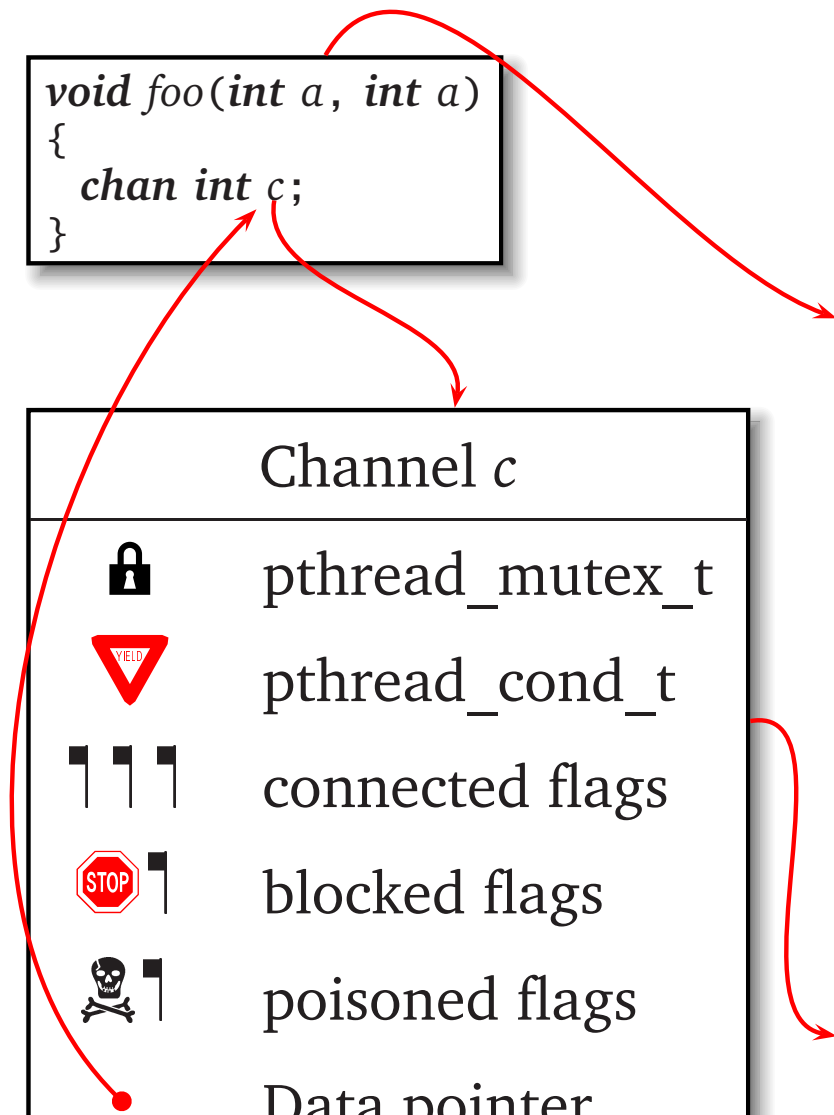 void foo(int a, int a)
{
chan int c;
}
Channel c
pthread_mutex_t
YIELD
pthread_cond_t
connected flags
STOP
blocked flags
poisoned flags
Data pointer